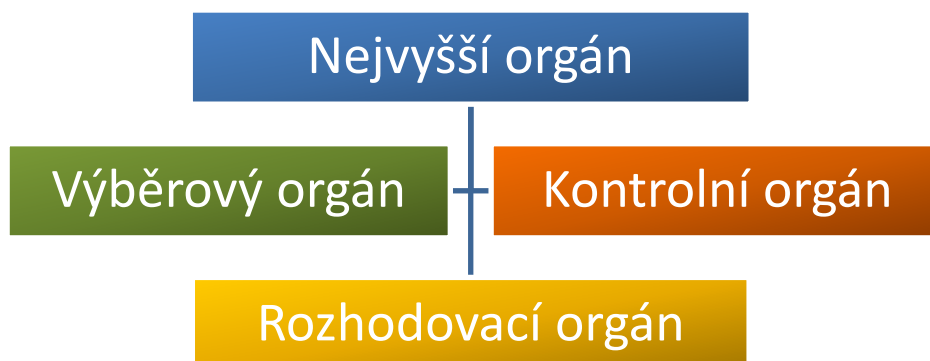 Nejvyšší orgán
Výběrový orgán
Kontrolní orgán
Rozhodovací orgán